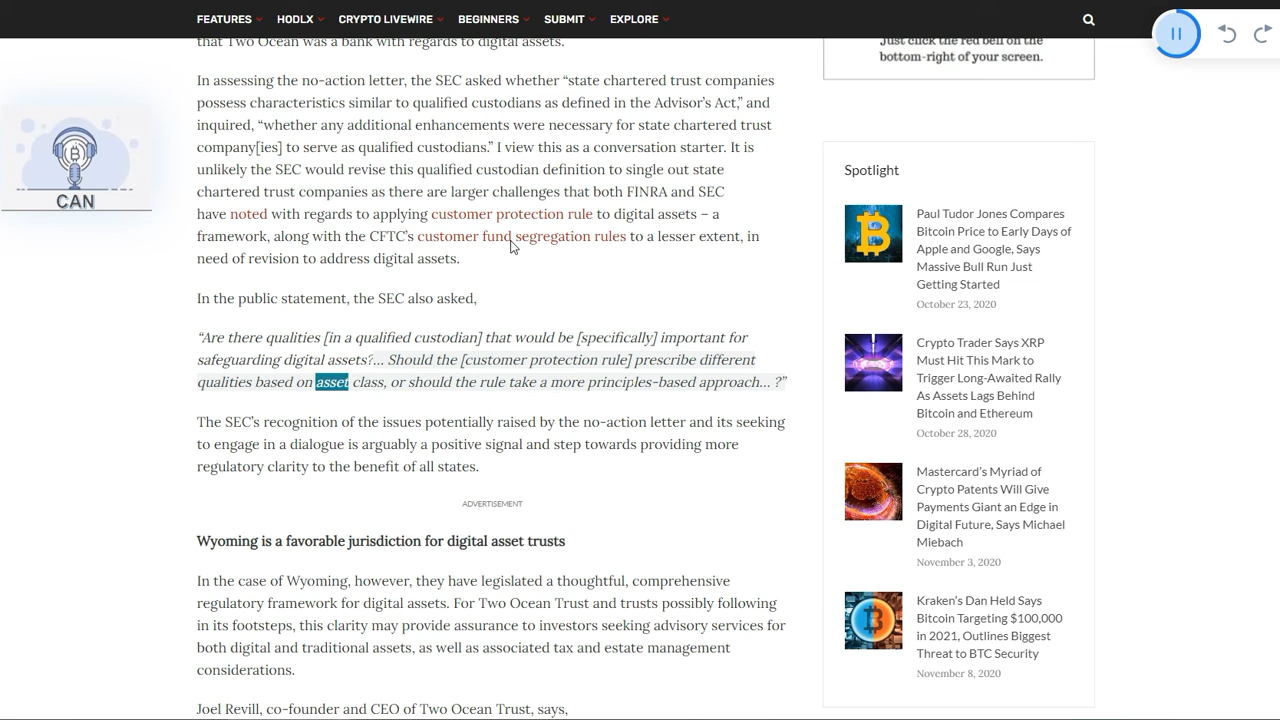 FEATURES HODLX CRYPTO LIVEWIRE BEGINNERS SUBMIT EXPLORE
that Two Ocean was a bank with regards to digital assets.
In assessing the no-action letter, the SEC asked whether “state chartered trust companies
possess characteristics similar to qualified custodians as defined in the Advisor’s Act,” and
inquired, “whether any additional enhancements were necessary for state chartered trust
company[ies] to serve as qualified custodians.” I view this as a conversation starter. It is
unlikely the SEC would revise this qualified custodian definition to single out state
chartered trust companies as there are larger challenges that both FINRA and SEC
have noted with regards to applying customer protection rule to digital assets – a
framework, along with the CFTC’s customer fund segregation rules to a lesser extent, in
need of revision to address digital assets.
In the public statement, the SEC also asked,
“Are there qualities [in a qualified custodian] that would be [specifically] important for
safeguarding digital assets?… Should the [customer protection rule] prescribe different
qualities based on asset class, or should the rule take a more principles-based approach… ?”
The SEC’s recognition of the issues potentially raised by the no-action letter and its seeking
to engage in a dialogue is arguably a positive signal and step towards providing more
regulatory clarity to the benefit of all states.
ADVERTISEMENT
Wyoming is a favorable jurisdiction for digital asset trusts
In the case of Wyoming, however, they have legislated a thoughtful, comprehensive
regulatory framework for digital assets. For Two Ocean Trust and trusts possibly following
in its footsteps, this clarity may provide assurance to investors seeking advisory services for
both digital and traditional assets, as well as associated tax and estate management
considerations.
Joel Revill, co-founder and CEO of Two Ocean Trust, says,
CAN
Just click the red bell on the
bottom-right of your screen.
Spotlight
Paul Tudor Jones Compares
Bitcoin Price to Early Days of
Apple and Google, Says
Massive Bull Run Just
Getting Started
October 23, 2020
Crypto Trader Says XRP
Must Hit This Mark to
Trigger Long-Awaited Rally
As Assets Lags Behind
Bitcoin and Ethereum
October 28, 2020
Mastercard’s Myriad of
Crypto Patents Will Give
Payments Giant an Edge in
Digital Future, Says Michael
Miebach
November 3, 2020
Kraken’s Dan Held Says
Bitcoin Targeting $100,000
in 2021, Outlines Biggest
Threat to BTC Security
November 8, 2020